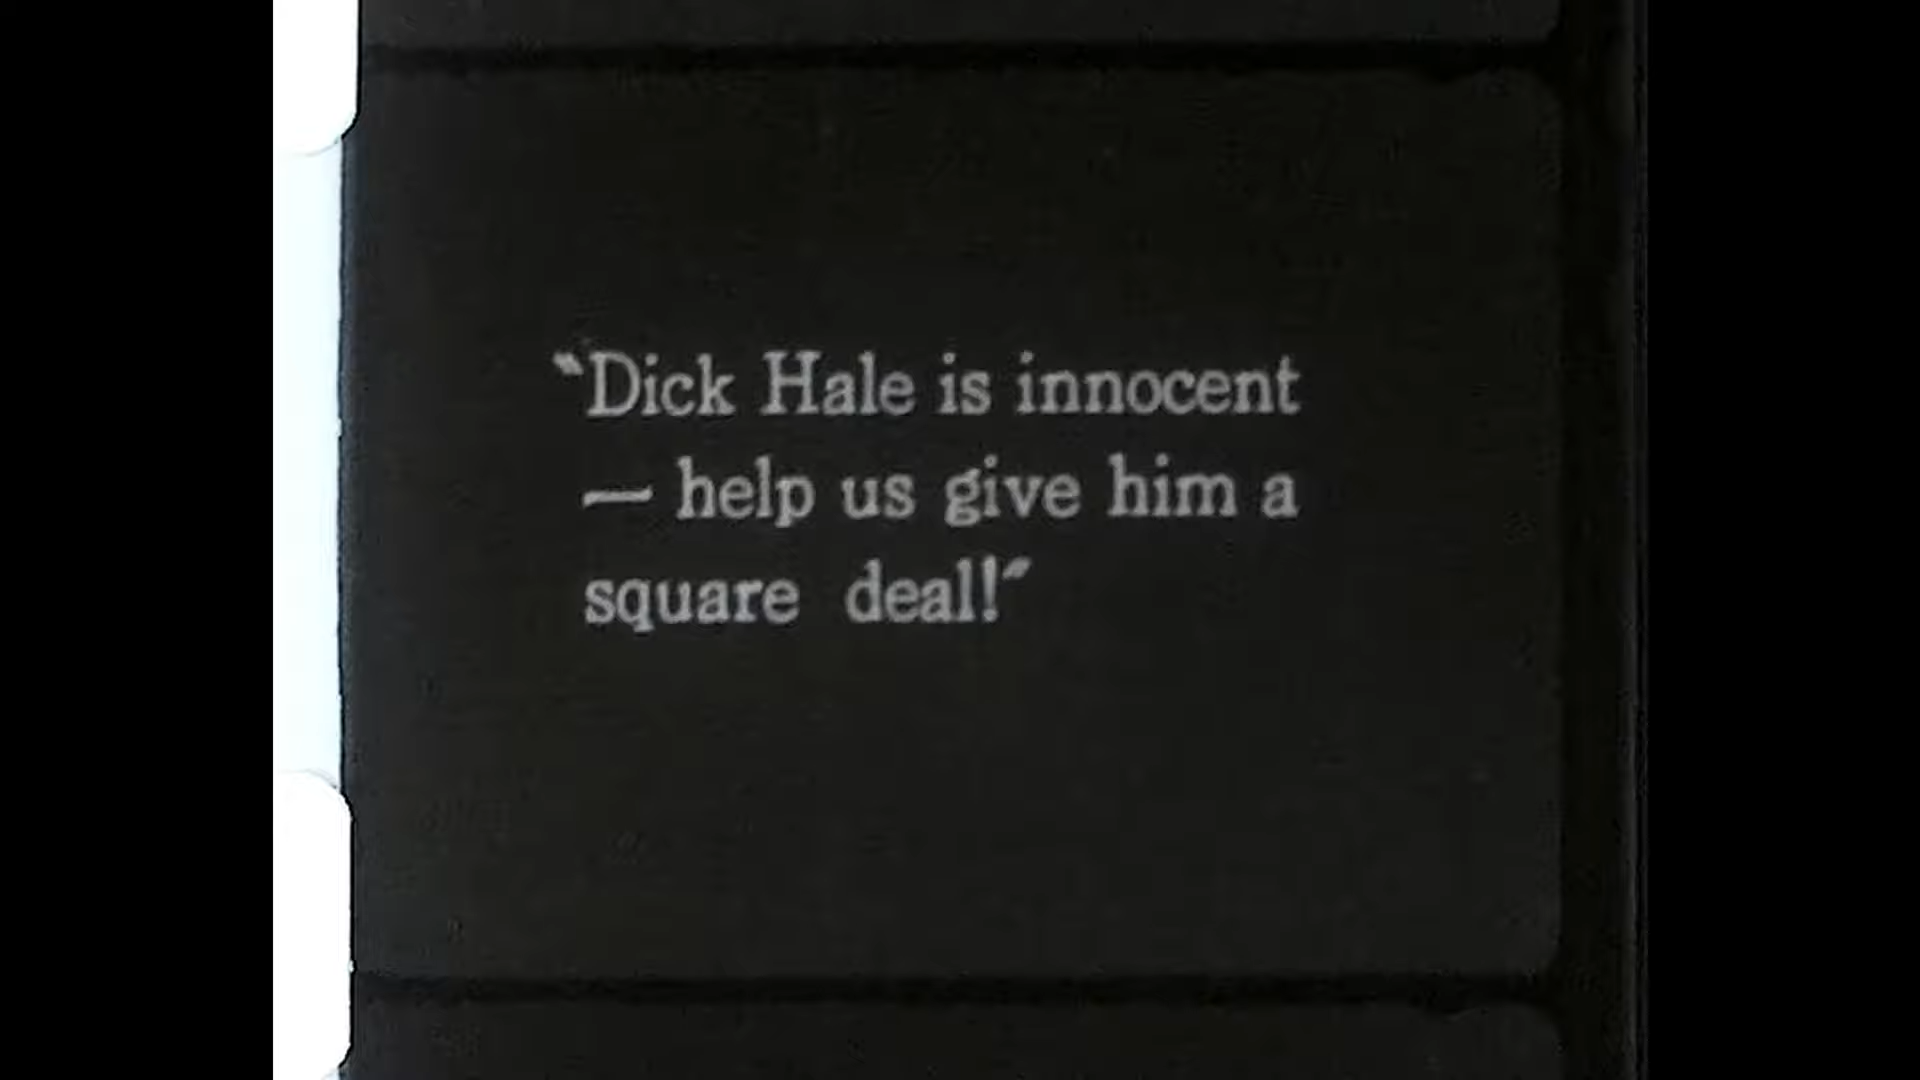 "Dick Hale is innocent
— help us give him a
square deal!"